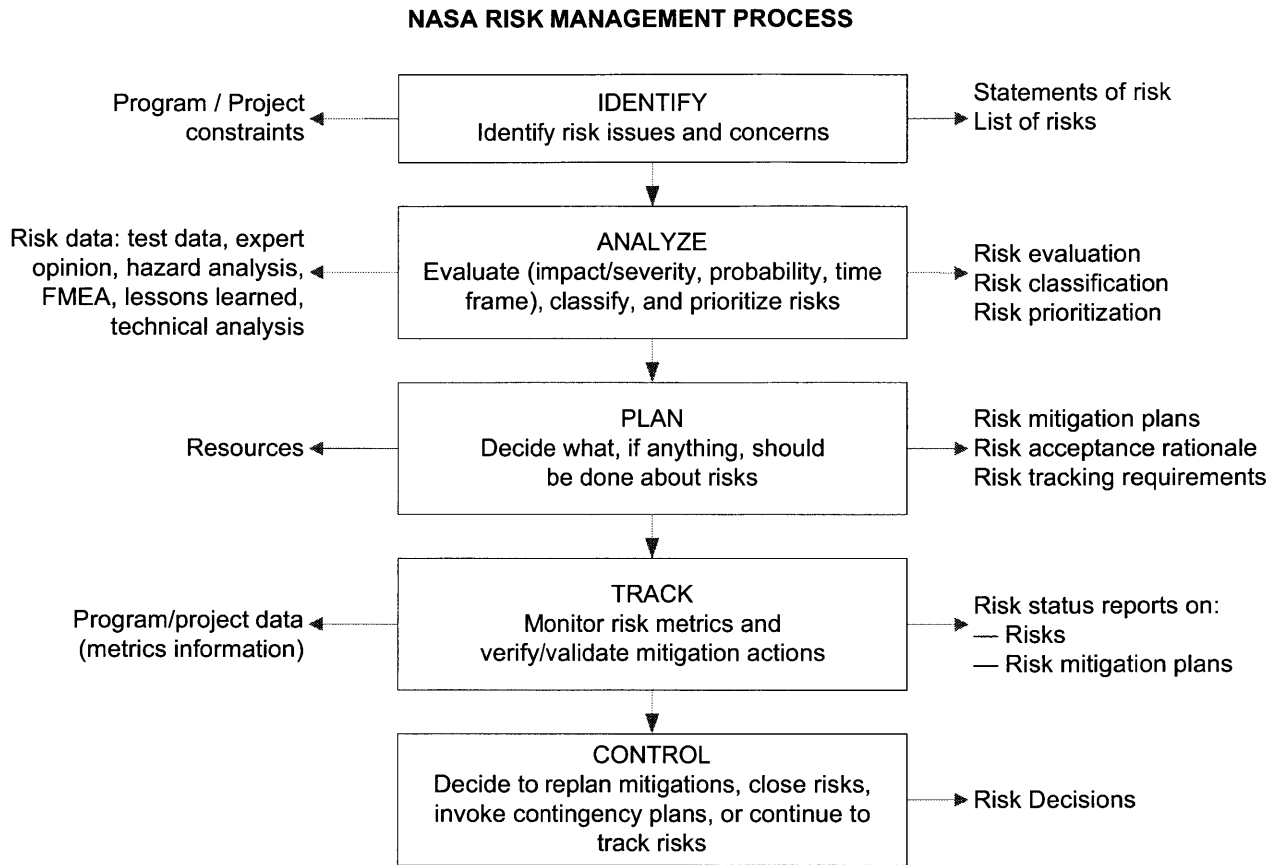 NASA RISK MANAGEMENT PROCESS
Program / Project
constraints
IDENTIFY
Identify risk issues and concerns
Statements of risk
List of risks
Risk data: test data, expert
opinion, hazard analysis,
FMEA, lessons learned,
technical analysis
ANALYZE
Evaluate (impact/severity, probability, time
frame), classify, and prioritize risks
Risk evaluation
Risk classification
Risk prioritization
Resources
PLAN
Decide what, if anything, should
be done about risks
Risk mitigation plans
Risk acceptance rationale
Risk tracking requirements
Program/project data
(metrics information)
TRACK
Monitor risk metrics and
verify/validate mitigation actions
Risk status reports on:
— Risks
— Risk mitigation plans
CONTROL
Decide to replan mitigations, close risks,
invoke contingency plans, or continue to
track risks
Risk Decisions